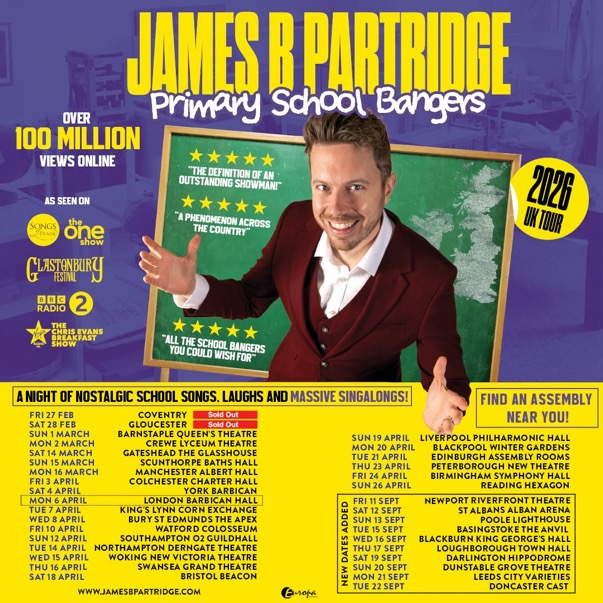 JAMES B PARTRIDGE
Primary School Bangers
OVER
100 MILLION
VIEWS ONLINE
AS SEEN ON
SONGS
OF PRAISE
the
one
show
GLASTONBURY
FESTIVAL
BBC
RADIO 2
THE
CHRIS EVANS
BREAKFAST
SHOW
"THE DEFINITION OF AN
OUTSTANDING SHOWMAN!"
"A PHENOMENON ACROSS
THE COUNTRY"
"ALL THE SCHOOL BANGERS
YOU COULD WISH FOR"
2026
UK TOUR
A NIGHT OF NOSTALGIC SCHOOL SONGS, LAUGHS AND MASSIVE SINGALONGS!
FIND AN ASSEMBLY
NEAR YOU!
FRI 27 FEB COVENTRY Sold Out
SAT 28 FEB GLOUCESTER Sold Out
SUN 1 MARCH BARNSTAPLE QUEEN'S THEATRE
MON 2 MARCH CREWE LYCEUM THEATRE
SAT 14 MARCH GATESHEAD THE GLASSHOUSE
SUN 15 MARCH SCUNTHORPE BATHS HALL
MON 16 MARCH MANCHESTER ALBERT HALL
FRI 3 APRIL COLCHESTER CHARTER HALL
SAT 4 APRIL YORK BARBICAN
MON 6 APRIL LONDON BARBICAN HALL
TUE 7 APRIL KING'S LYNN CORN EXCHANGE
WED 8 APRIL BURY ST EDMUNDS THE APEX
FRI 10 APRIL WATFORD COLOSSEUM
SUN 12 APRIL SOUTHAMPTON O2 GUILDHALL
TUE 14 APRIL NORTHAMPTON DERNGATE THEATRE
WED 15 APRIL WOKING NEW VICTORIA THEATRE
THU 16 APRIL SWANSEA GRAND THEATRE
SAT 18 APRIL BRISTOL BEACON
SUN 19 APRIL LIVERPOOL PHILHARMONIC HALL
MON 20 APRIL BLACKPOOL WINTER GARDENS
TUE 21 APRIL EDINBURGH ASSEMBLY ROOMS
THU 23 APRIL PETERBOROUGH NEW THEATRE
FRI 24 APRIL BIRMINGHAM SYMPHONY HALL
SUN 26 APRIL READING HEXAGON
NEW DATES ADDED
FRI 11 SEPT NEWPORT RIVERFRONT THEATRE
SAT 12 SEPT ST ALBANS ALBAN ARENA
SUN 13 SEPT POOLE LIGHTHOUSE
TUE 15 SEPT BASINGSTOKE THE ANVIL
WED 16 SEPT BLACKBURN KING GEORGE'S HALL
THU 17 SEPT LOUGHBOROUGH TOWN HALL
SAT 19 SEPT DARLINGTON HIPPODROME
SUN 20 SEPT DUNSTABLE GROVE THEATRE
MON 21 SEPT LEEDS CITY VARIETIES
TUE 22 SEPT DONCASTER CAST
WWW.JAMESBPARTRIDGE.COM
Europa